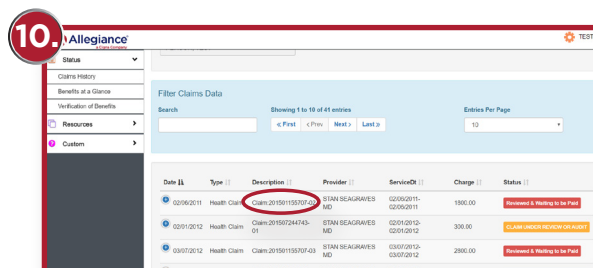 10.
Allegiance
a Cigna Company
TEST
Status
Claims History
Benefits at a Glance
Verification of Benefits
Resources >
Custom >
Filter Claims Data
Search Showing 1 to 10 of 41 entries Entries Per Page
« First < Prev Next > Last » 10
Date Type Description Provider ServiceDt Charge Status
02/06/2011 Health Claim Claim:201501155707-02 STAN SEAGRAVES MD 02/06/2011-02/06/2011 1800.00 Reviewed & Waiting to be Paid
02/01/2012 Health Claim Claim:201507244743-01 STAN SEAGRAVES MD 02/01/2012-02/01/2012 300.00 CLAIM UNDER REVIEW OR AUDIT
03/07/2012 Health Claim Claim:201501155707-03 STAN SEAGRAVES MD 03/07/2012-03/07/2012 2900.00 Reviewed & Waiting to be Paid